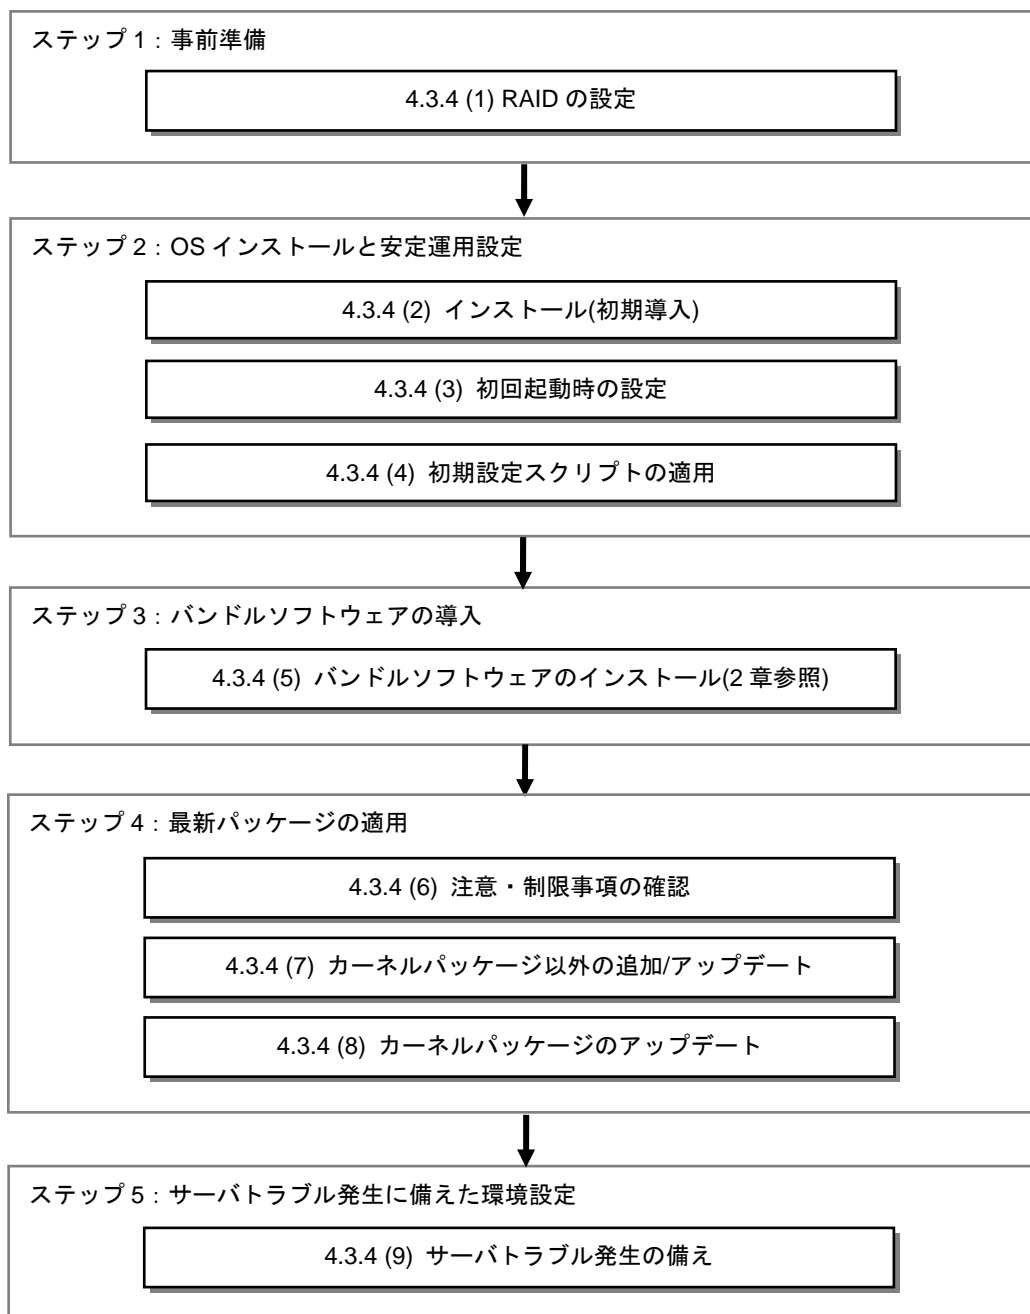 ステップ 1：事前準備
4.3.4 (1) RAID の設定
ステップ 2：OS インストールと安定運用設定
4.3.4 (2) インストール(初期導入)
4.3.4 (3) 初回起動時の設定
4.3.4 (4) 初期設定スクリプトの適用
ステップ 3：バンドルソフトウェアの導入
4.3.4 (5) バンドルソフトウェアのインストール(2 章参照)
ステップ 4：最新パッケージの適用
4.3.4 (6) 注意・制限事項の確認
4.3.4 (7) カーネルパッケージ以外の追加/アップデート
4.3.4 (8) カーネルパッケージのアップデート
ステップ 5：サーバトラブル発生に備えた環境設定
4.3.4 (9) サーバトラブル発生の備え